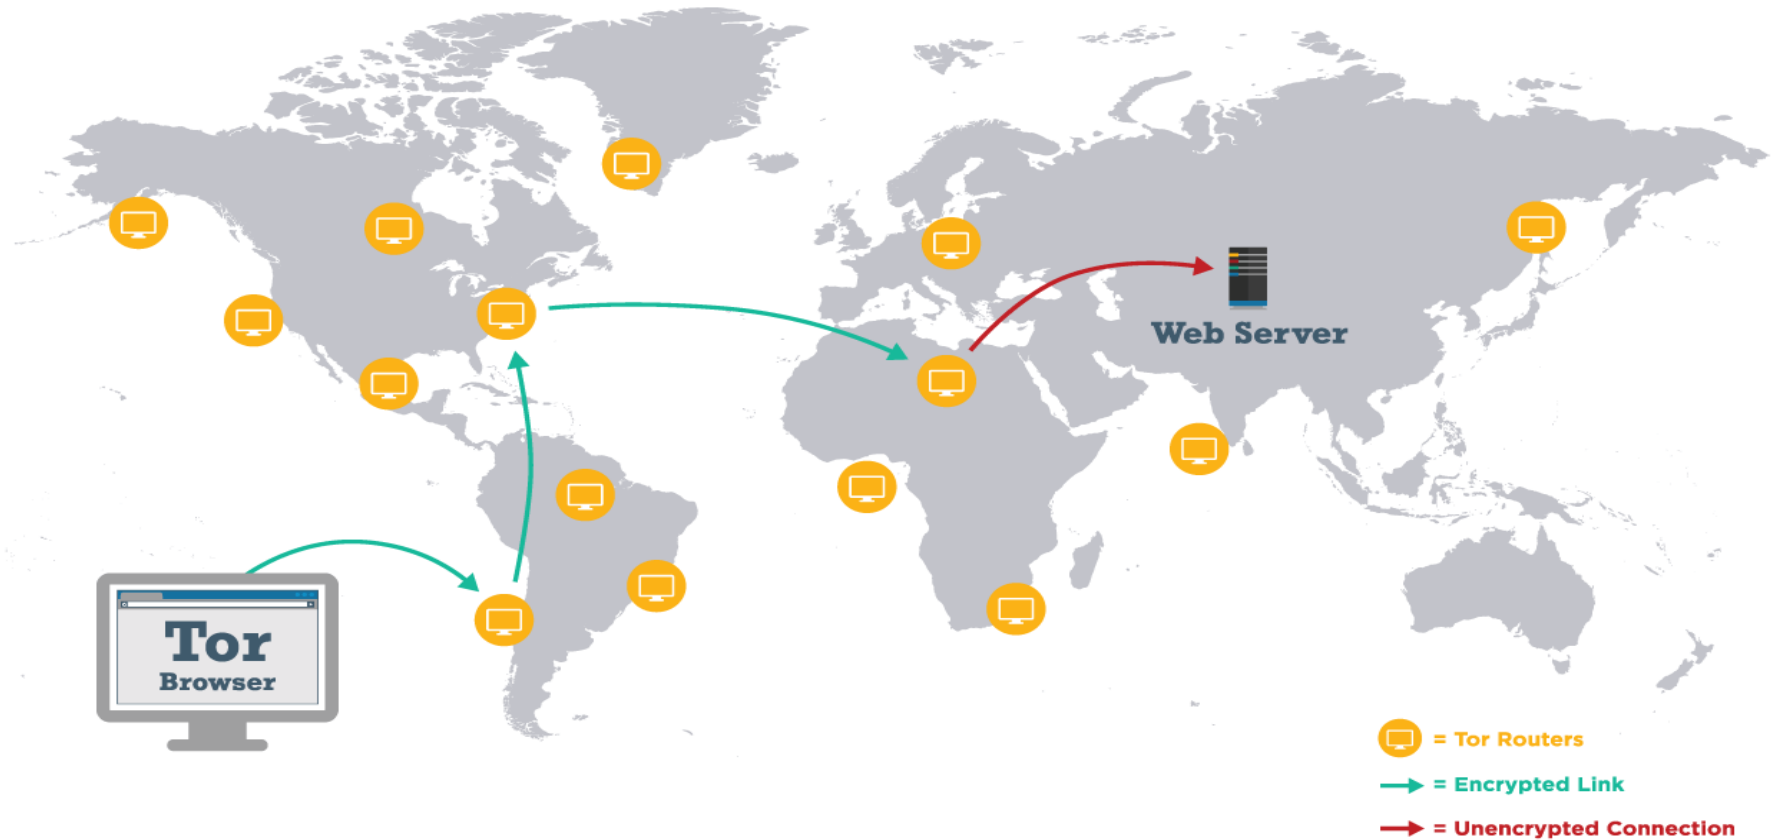 Web Server
Tor
Browser
= Tor Routers
= Encrypted Link
= Unencrypted Connection